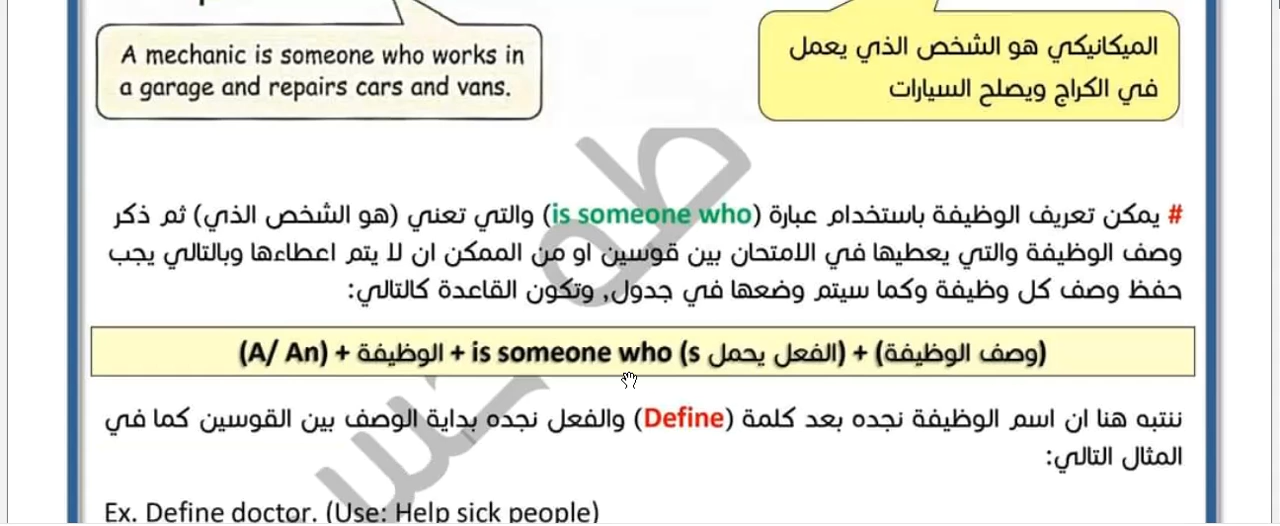 A mechanic is someone who works in
a garage and repairs cars and vans.
الميكانيكي هو الشخص الذي يعمل
في الكراج ويصلح السيارات
# يمكن تعريف الوظيفة باستخدام عبارة (is someone who) والتي تعني (هو الشخص الذي) ثم ذكر
وصف الوظيفة والتي يعطيها في الامتحان بين قوسين او من الممكن ان لا يتم اعطاءها وبالتالي يجب
حفظ وصف كل وظيفة وكما سيتم وضعها في جدول, وتكون القاعدة كالتالي:
(A/ An) + الوظيفة + is someone who (s الفعل يحمل) + (وصف الوظيفة)
ننتبه هنا ان اسم الوظيفة نجده بعد كلمة (Define) والفعل نجده بداية الوصف بين القوسين كما في
المثال التالي:
Ex. Define doctor. (Use: Help sick people)